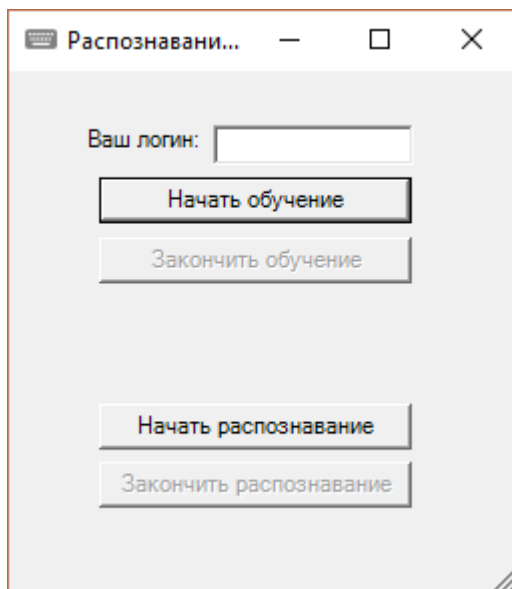 Распознавани...
Ваш логин:
Начать обучение
Закончить обучение
Начать распознавание
Закончить распознавание